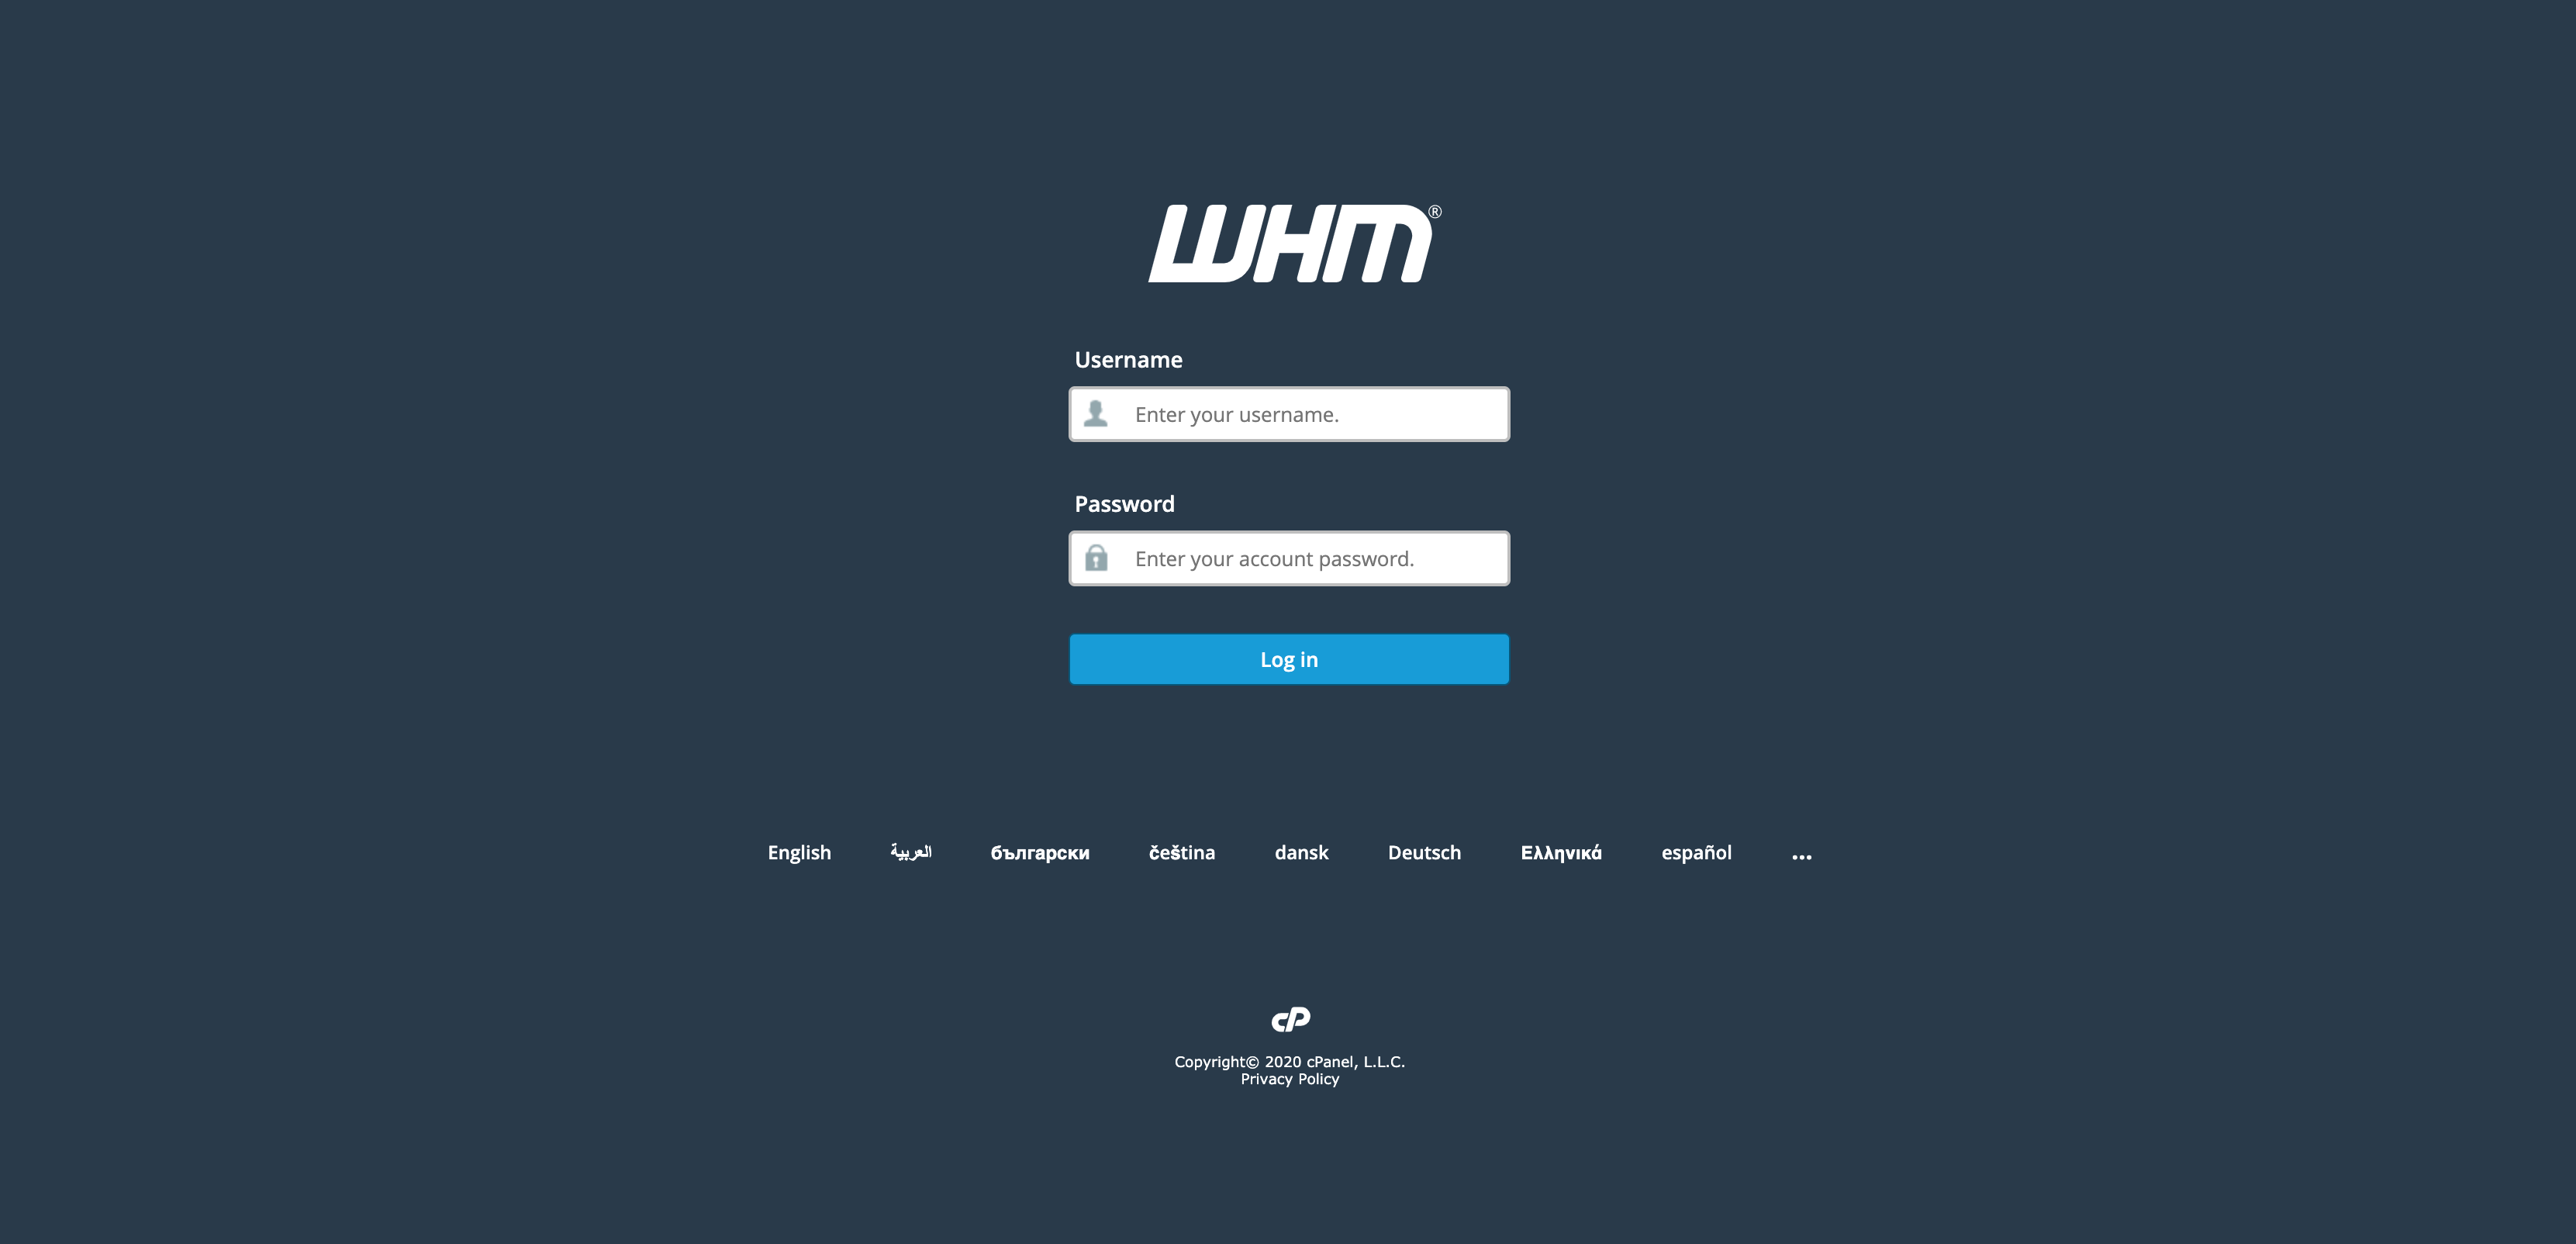 WHM®
Username
Enter your username.
Password
Enter your account password.
Log in
English العربية български čeština dansk Deutsch Ελληνικά español ...
cP
Copyright© 2020 cPanel, L.L.C.
Privacy Policy